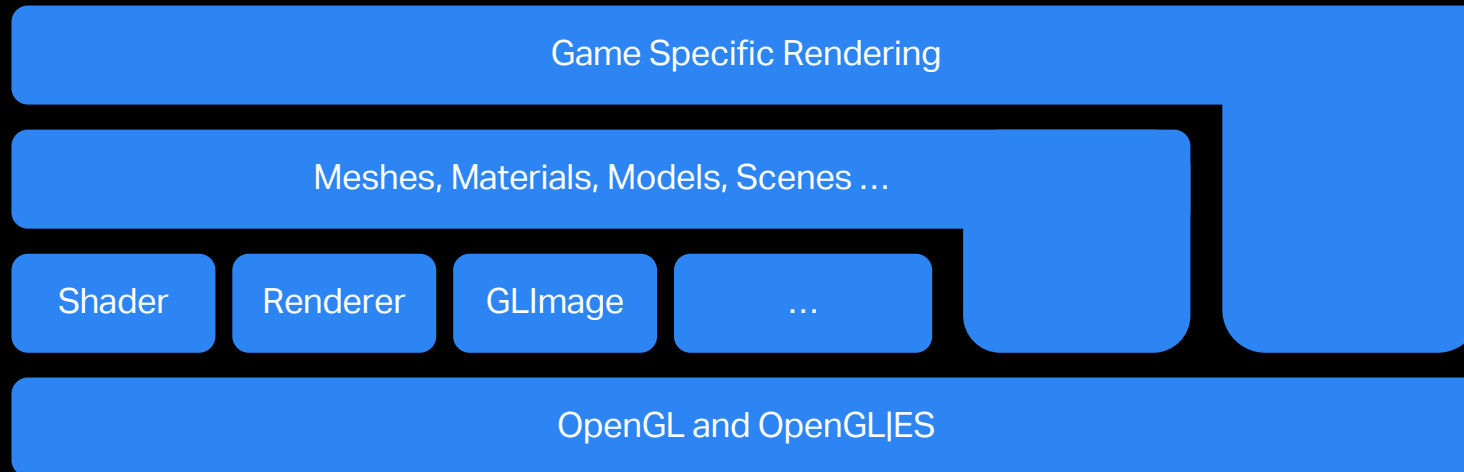 Game Specific Rendering
Meshes, Materials, Models, Scenes ...
Shader
Renderer
GLImage
...
OpenGL and OpenGL|ES